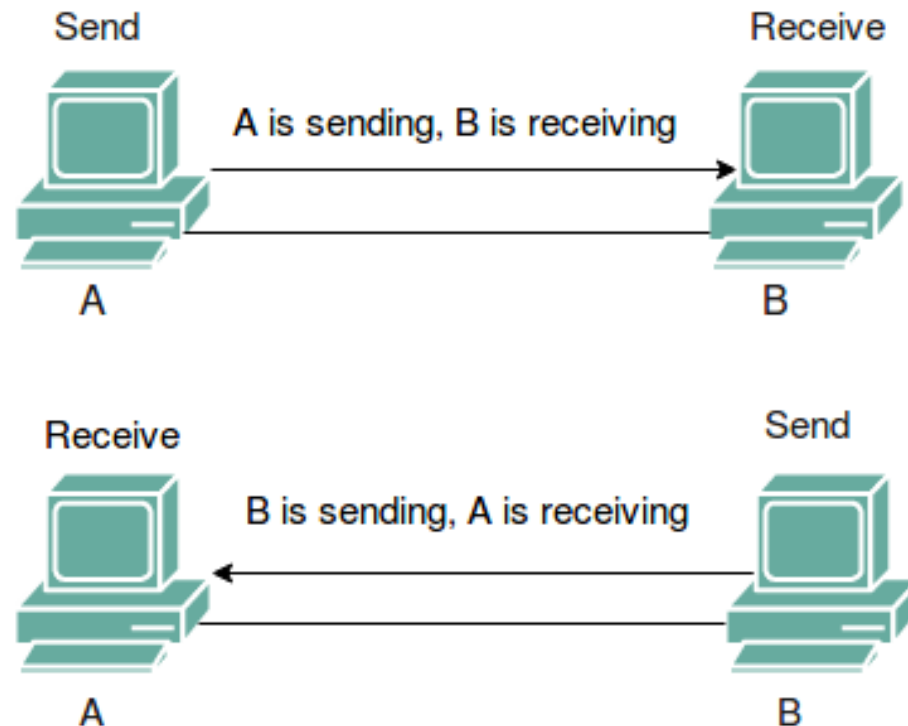 Send
Receive
A is sending, B is receiving
A
B
Receive
Send
B is sending, A is receiving
A
B